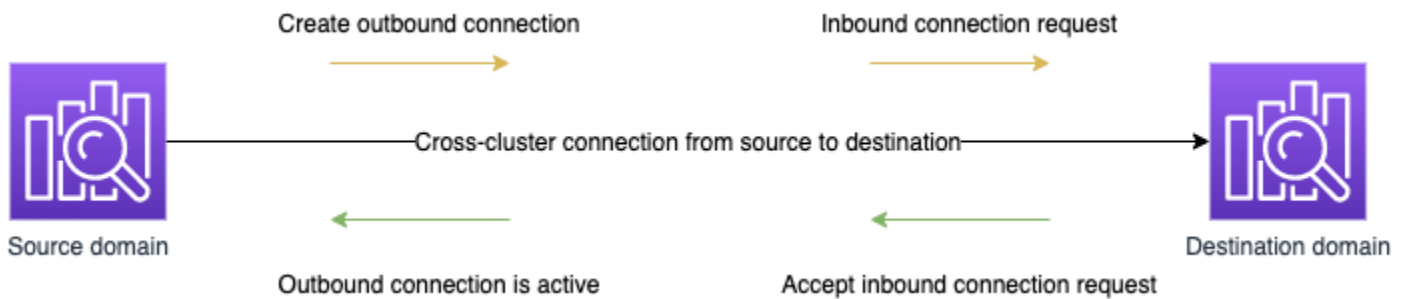 Create outbound connection
Inbound connection request
Cross-cluster connection from source to destination
Source domain
Destination domain
Outbound connection is active
Accept inbound connection request